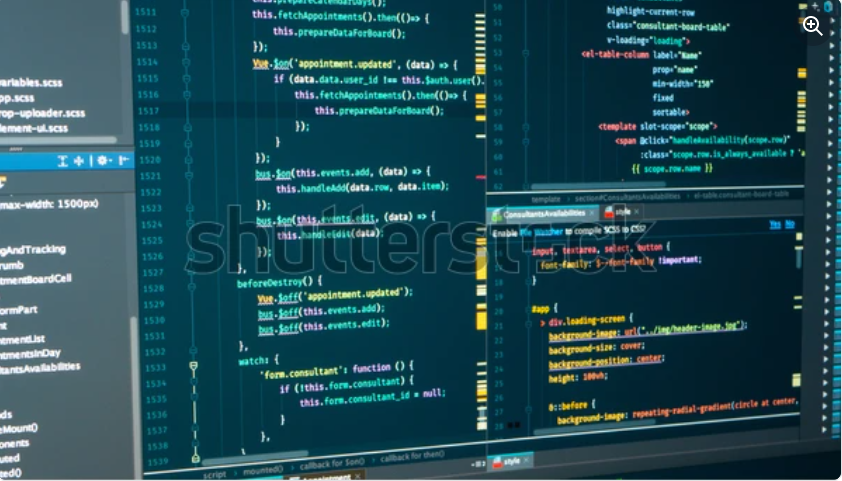 1511
1512
1513
1514
1515
1516
1517
1518
1519
1520
1521
1522
1523
1524
1525
1526
1527
1528
1529
1530
1531
1532
1533
1534
1535
1536
1537
1538
1539
this.fetchAppointments().then(()=> {
this.prepareDataForBoard();
});
Vue.$on('appointment.updated', (data) => {
if (data.data.user_id !== this.$auth.user().
this.fetchAppointments().then(()=> {
this.prepareDataForBoard();
});
}
});
bus.$on(this.events.add, (data) => {
this.handleAdd(data.row, data.item);
});
bus.$on(this.events.edit, (data) => {
this.handleEdit(data);
});
},
beforeDestroy() {
Vue.$off('appointment.updated');
bus.$off(this.events.add);
bus.$off(this.events.edit);
},
watch: {
'form.consultant': function () {
if (!this.form.consultant) {
this.form.consultant_id = null;
}
},
script > mounted() > callback for $on() > callback for then()
highlight-current-row
class="consultant-board-table"
v-loading="loading">
<el-table-column label="Name"
prop="name"
min-width="150"
fixed
sortable>
<template slot-scope="scope">
<span @click="handleAvailability(scope.row)"
:class="scope.row.is_always_available ?
{{ scope.row.name }}
template > section#ConsultantsAvailabilities > el-table.consultant-board-table
ConsultantsAvailabilities
style
Enable File Watcher to compile SCSS to CSS? Yes No
input, textarea, select, button {
font-family: $--font-family !important;
}
#app {
> div.loading-screen {
background-image: url("../img/header-image.jpg");
background-size: cover;
background-position: center;
height: 100vh;
&::before {
background-image: repeating-radial-gradient(circle at center,
style
ariables.scss
pp.scss
rop-uploader.scss
lement-ui.scss
max-width: 1500px)
gAndTracking
rumb
tmentBoardCell
ormPart
nt
ntmentList
ntmentsInDay
tantsAvailabilities
ds
eMount()
onents
uted
ed()
shutterstock